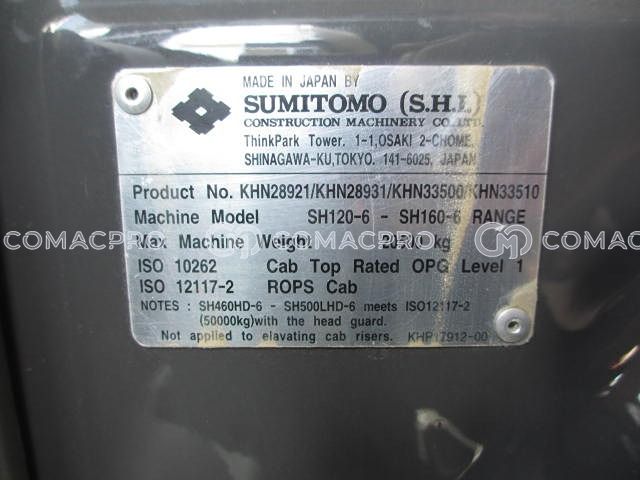 MADE IN JAPAN BY
SUMITOMO (S.H.I.)
CONSTRUCTION MACHINERY CO., LTD.
ThinkPark Tower. 1-1,OSAKI 2-CHOME,
SHINAGAWA-KU,TOKYO. 141-6025, JAPAN
Product No. KHN28921/KHN28931/KHN33500/KHN33510
Machine Model SH120-6 - SH160-6 RANGE
Max Machine Weight kg
COMACPRO COMACPRO COMACPRO
ISO 10262 Cab Top Rated OPG Level 1
ISO 12117-2 ROPS Cab
NOTES : SH460HD-6 - SH500LHD-6 meets ISO12117-2
(50000kg)with the head guard.
Not applied to elavating cab risers. KHP17912-00